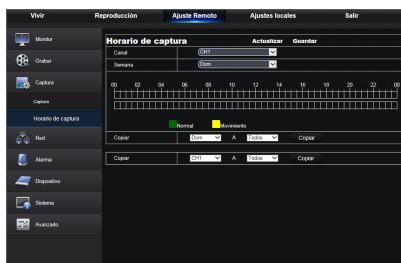 Vivir Reproducción Ajuste Remoto Ajustes locales Salir
Monitor
Grabar
Captura
Captura
Horario de captura
Red
Alarma
Dispositivo
Sistema
Avanzado
Horario de captura Actualizar Guardar
Canal CH1
Semana Dom
00 02 04 06 08 10 12 14 16 18 20 22 00
Normal Movimiento
Copiar Dom A Todos Copiar
Copiar CH1 A Todos Copiar